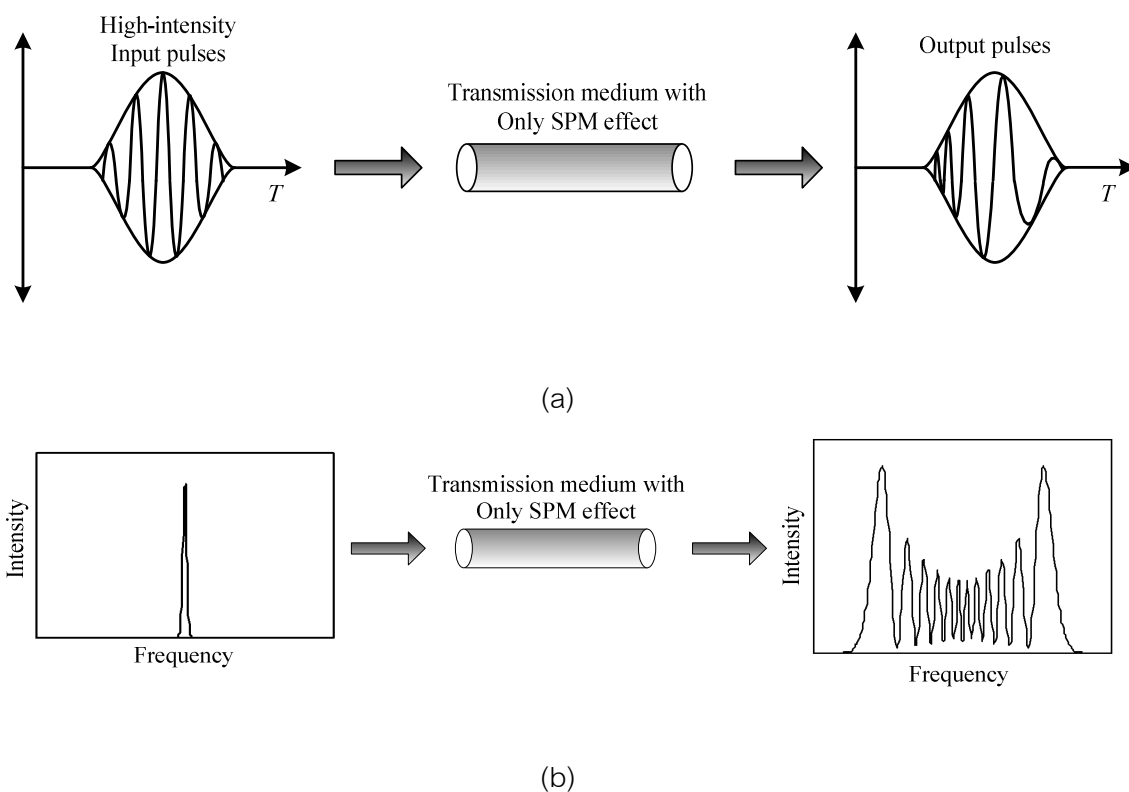 High-intensity
Input pulses
Output pulses
Transmission medium with
Only SPM effect
T
T
(a)
Transmission medium with
Only SPM effect
Intensity
Frequency
Intensity
Frequency
(b)